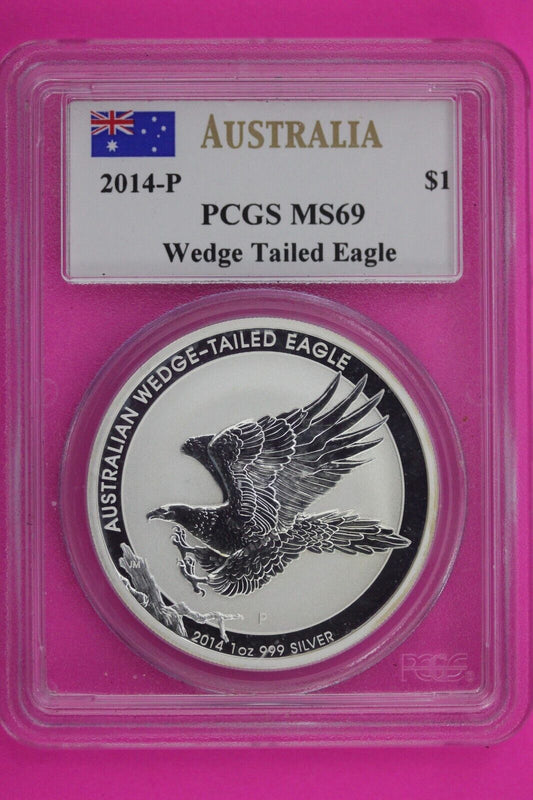 AUSTRALIA
2014-P $1
PCGS MS69
Wedge Tailed Eagle
AUSTRALIAN WEDGE-TAILED EAGLE
JM
P
2014 1oz 999 SILVER
PCGS